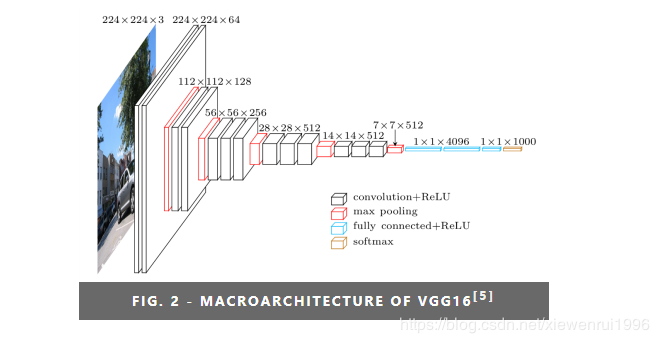 224×224×3 224×224×64
112×112×128
56×56×256
28×28×512
14×14×512
7×7×512
1×1×4096 1×1×1000
convolution+ReLU
max pooling
fully connected+ReLU
softmax
FIG. 2 - MACROARCHITECTURE OF VGG16[5]
https://blog.csdn.net/xiewenrui1996